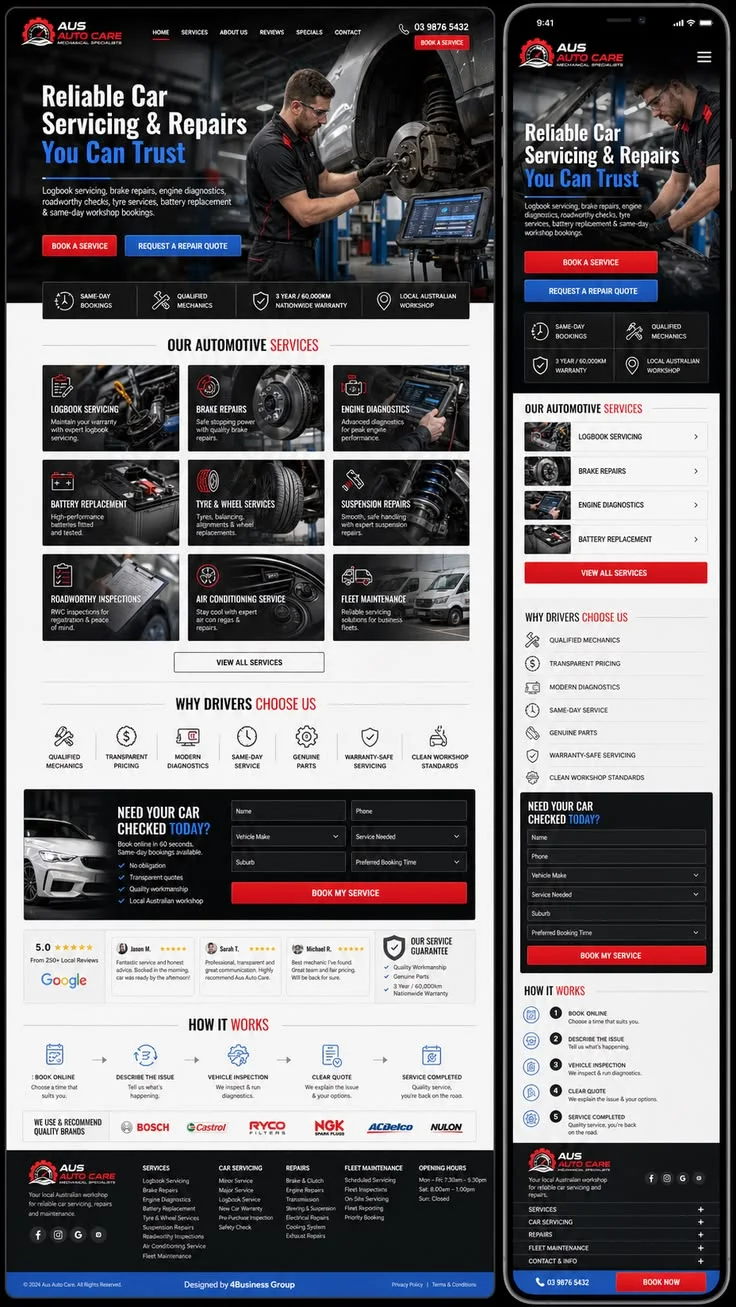 AUS
AUTO CARE
MECHANICAL SPECIALISTS
HOME SERVICES ABOUT US REVIEWS SPECIALS CONTACT
03 9876 5432
BOOK A SERVICE
Reliable Car
Servicing & Repairs
You Can Trust
Logbook servicing, brake repairs, engine diagnostics,
roadworthy checks, tyre services, battery replacement
& same-day workshop bookings.
BOOK A SERVICE
REQUEST A REPAIR QUOTE
SAME-DAY
BOOKINGS
QUALIFIED
MECHANICS
3 YEAR / 60,000KM
NATIONWIDE WARRANTY
LOCAL AUSTRALIAN
WORKSHOP
OUR AUTOMOTIVE SERVICES
LOGBOOK SERVICING
Maintain your warranty
with expert logbook
servicing.
BRAKE REPAIRS
Safe stopping power
with quality brake
repairs.
ENGINE DIAGNOSTICS
Advanced diagnostics
for peak engine
performance.
BATTERY REPLACEMENT
High-performance
batteries fitted
and tested.
TYRE & WHEEL SERVICES
Tyres, balancing,
alignments & wheel
replacements.
SUSPENSION REPAIRS
Smooth, safe handling
with expert suspension
repairs.
ROADWORTHY INSPECTIONS
RWC inspections for
registration & peace
of mind.
AIR CONDITIONING SERVICE
Stay cool with expert
air con regas &
repairs.
FLEET MAINTENANCE
Reliable servicing
solutions for business
fleets.
VIEW ALL SERVICES
WHY DRIVERS CHOOSE US
QUALIFIED
MECHANICS
TRANSPARENT
PRICING
MODERN
DIAGNOSTICS
SAME-DAY
SERVICE
GENUINE
PARTS
WARRANTY-SAFE
SERVICING
CLEAN WORKSHOP
STANDARDS
NEED YOUR CAR
CHECKED TODAY?
Book online in 60 seconds.
Same-day bookings available.
No obligation
Transparent quotes
Quality workmanship
Local Australian workshop
Name
Phone
Vehicle Make
Service Needed
Suburb
Preferred Booking Time
BOOK MY SERVICE
5.0
From 250+ Local Reviews
Google
Jason M.
Fantastic service and honest
advice. Booked in the morning,
car was ready by the afternoon!
Sarah T.
Professional, transparent and
great communication. Highly
recommend Aus Auto Care.
Michael R.
Best mechanic I've found.
Great team and fair pricing.
Will be back for sure.
OUR SERVICE
GUARANTEE
Quality Workmanship
Genuine Parts
3 Year / 60,000km
Nationwide Warranty
HOW IT WORKS
BOOK ONLINE
Choose a time that
suits you.
DESCRIBE THE ISSUE
Tell us what's
happening.
VEHICLE INSPECTION
We inspect & run
diagnostics.
CLEAR QUOTE
We explain the issue
& your options.
SERVICE COMPLETED
Quality service,
you're back on the road.
WE USE & RECOMMEND
QUALITY BRANDS
BOSCH
Castrol
RYCO
FILTERS
NGK
SPARK PLUGS
ACDelco
NULON
AUS
AUTO CARE
MECHANICAL SPECIALISTS
Your local Australian workshop
for reliable car servicing, repairs
and maintenance.
SERVICES
Logbook Servicing
Brake Repairs
Engine Diagnostics
Battery Replacement
Tyre & Wheel Services
Suspension Repairs
Roadworthy Inspections
Air Conditioning Service
Fleet Maintenance
CAR SERVICING
Minor Service
Major Service
Logbook Service
New Car Warranty
Pre-Purchase Inspection
Safety Check
REPAIRS
Brake & Clutch
Engine Repairs
Transmission
Steering & Suspension
Electrical Repairs
Cooling System
Exhaust Repairs
FLEET MAINTENANCE
Scheduled Servicing
Fleet Inspections
On-Site Servicing
Fleet Reporting
Priority Booking
OPENING HOURS
Mon – Fri: 7:30am – 5:30pm
Sat: 8:00am – 1:00pm
Sun: Closed
© 2024 Aus Auto Care. All Rights Reserved.
Designed by 4Business Group
Privacy Policy | Terms & Conditions
9:41
AUS
AUTO CARE
MECHANICAL SPECIALISTS
Reliable Car
Servicing & Repairs
You Can Trust
Logbook servicing, brake repairs, engine
diagnostics, roadworthy checks, tyre
services, battery replacement & same-day
workshop bookings.
BOOK A SERVICE
REQUEST A REPAIR QUOTE
SAME-DAY
BOOKINGS
QUALIFIED
MECHANICS
3 YEAR / 60,000KM
WARRANTY
LOCAL AUSTRALIAN
WORKSHOP
OUR AUTOMOTIVE SERVICES
LOGBOOK SERVICING
BRAKE REPAIRS
ENGINE DIAGNOSTICS
BATTERY REPLACEMENT
VIEW ALL SERVICES
WHY DRIVERS CHOOSE US
QUALIFIED MECHANICS
TRANSPARENT PRICING
MODERN DIAGNOSTICS
SAME-DAY SERVICE
GENUINE PARTS
WARRANTY-SAFE SERVICING
CLEAN WORKSHOP STANDARDS
NEED YOUR CAR
CHECKED TODAY?
Name
Phone
Vehicle Make
Service Needed
Suburb
Preferred Booking Time
BOOK MY SERVICE
HOW IT WORKS
1 BOOK ONLINE
Choose a time that suits you.
2 DESCRIBE THE ISSUE
Tell us what's happening.
3 VEHICLE INSPECTION
We inspect & run diagnostics.
4 CLEAR QUOTE
We explain the issue & your options.
5 SERVICE COMPLETED
Quality service, you're back
on the road.
AUS
AUTO CARE
MECHANICAL SPECIALISTS
Your local Australian workshop
for reliable car servicing and
repairs.
SERVICES
CAR SERVICING
REPAIRS
FLEET MAINTENANCE
CONTACT & INFO
03 9876 5432
BOOK NOW